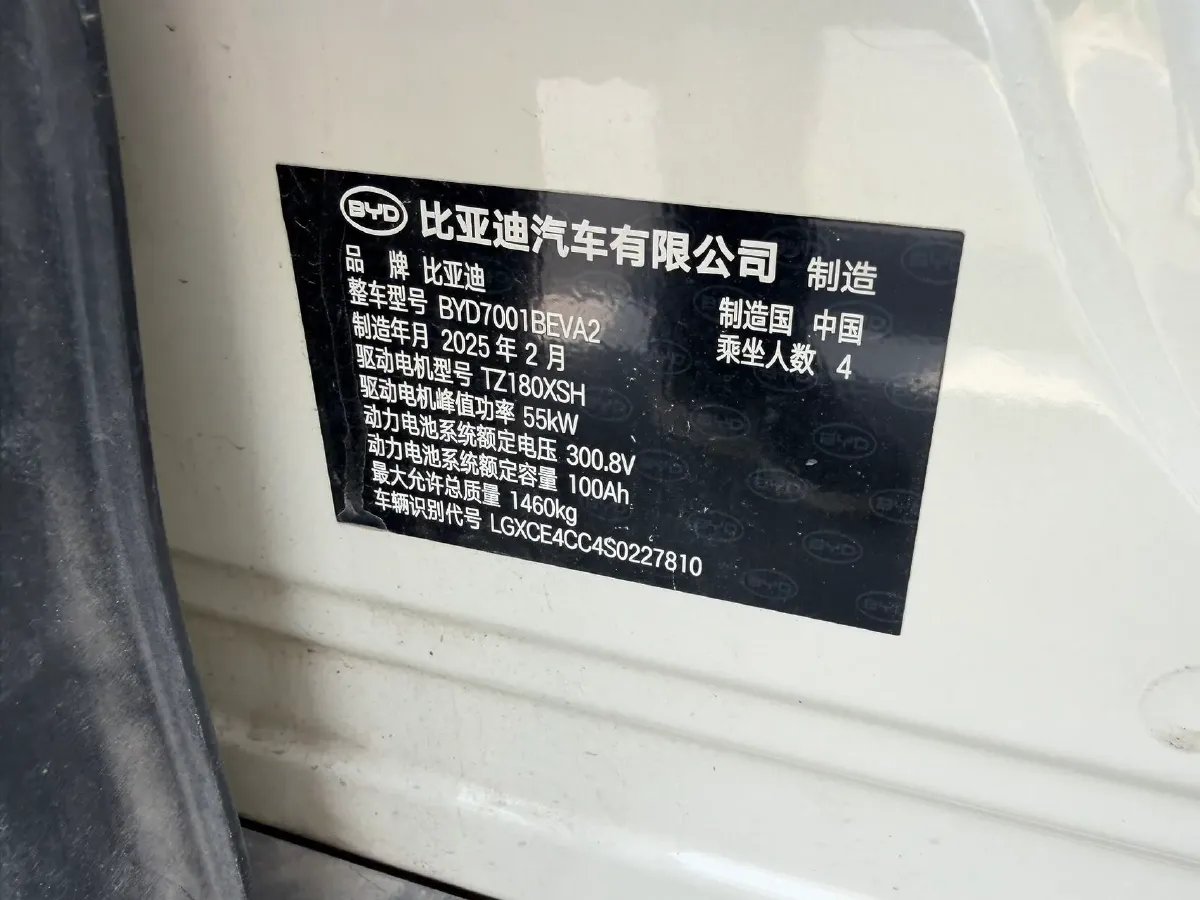 BYD 比亚迪汽车有限公司 制造
品 牌 比亚迪
整车型号 BYD7001BEVA2
制造国 中国
制造年月 2025年2月
乘坐人数 4
驱动电机型号 TZ180XSH
驱动电机峰值功率 55kW
动力电池系统额定电压 300.8V
动力电池系统额定容量 100Ah
最大允许总质量 1460kg
车辆识别代号 LGXCE4CC4S0227810